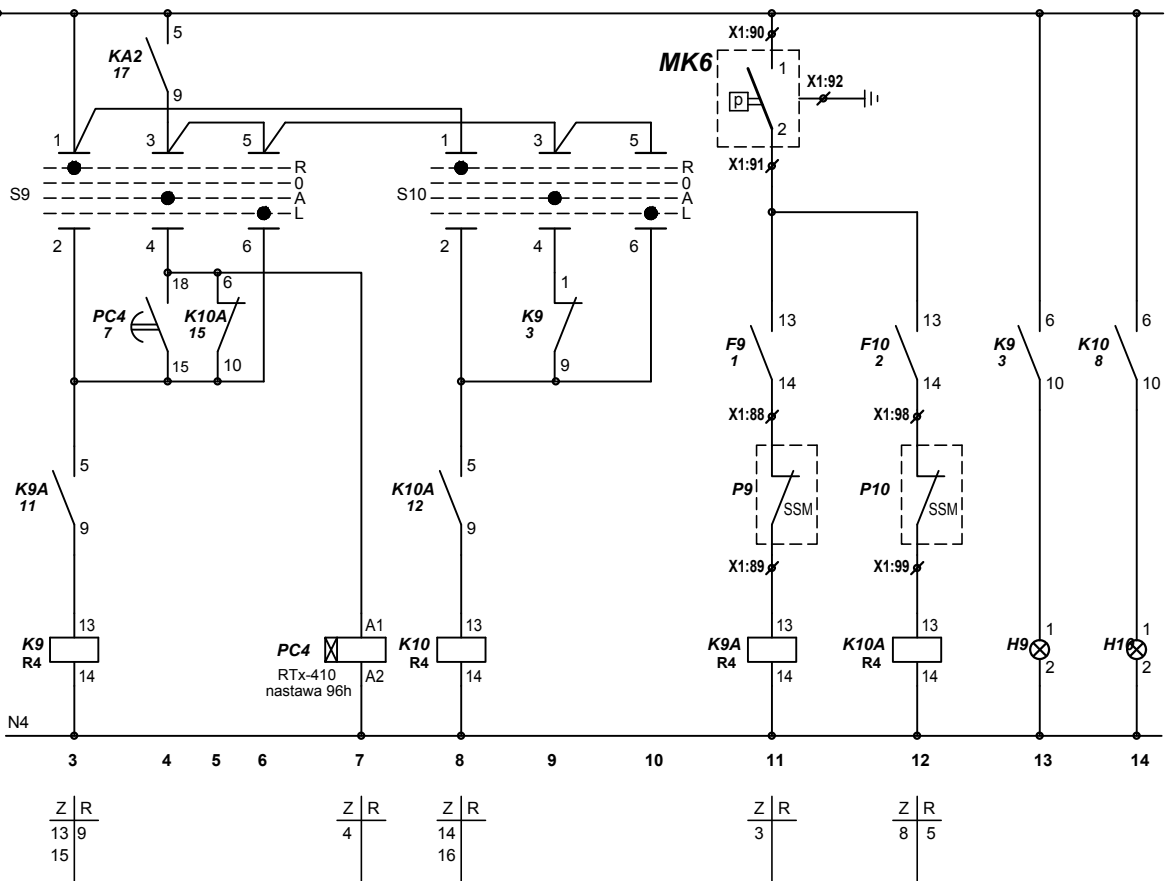 5
KA2
17
9
X1:90
MK6
1
p
X1:92
2
X1:91
1 3 5
S9
R
0
A
L
2 4 6
1 3 5
S10
R
0
A
L
2 4 6
18
PC4
7
15
6
K10A
15
10
1
K9
3
9
13
F9
1
14
13
F10
2
14
6
K9
3
10
6
K10
8
10
X1:88
X1:98
5
K9A
11
9
5
K10A
12
9
P9
SSM
P10
SSM
X1:89
X1:99
13
K9
R4
14
A1
PC4
A2
RTx-410
nastawa 96h
13
K10
R4
14
13
K9A
R4
14
13
K10A
R4
14
1
H9
2
1
H10
2
N4
3 4 5 6 7 8 9 10 11 12 13 14
Z R
13 9
15
Z R
4
Z R
14
16
Z R
3
Z R
8 5